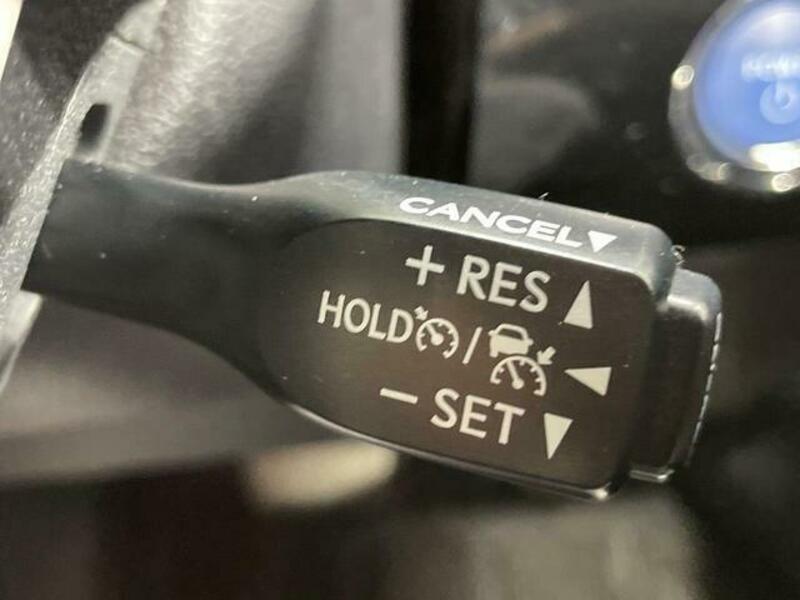 CANCEL
+ RES
HOLD /
- SET